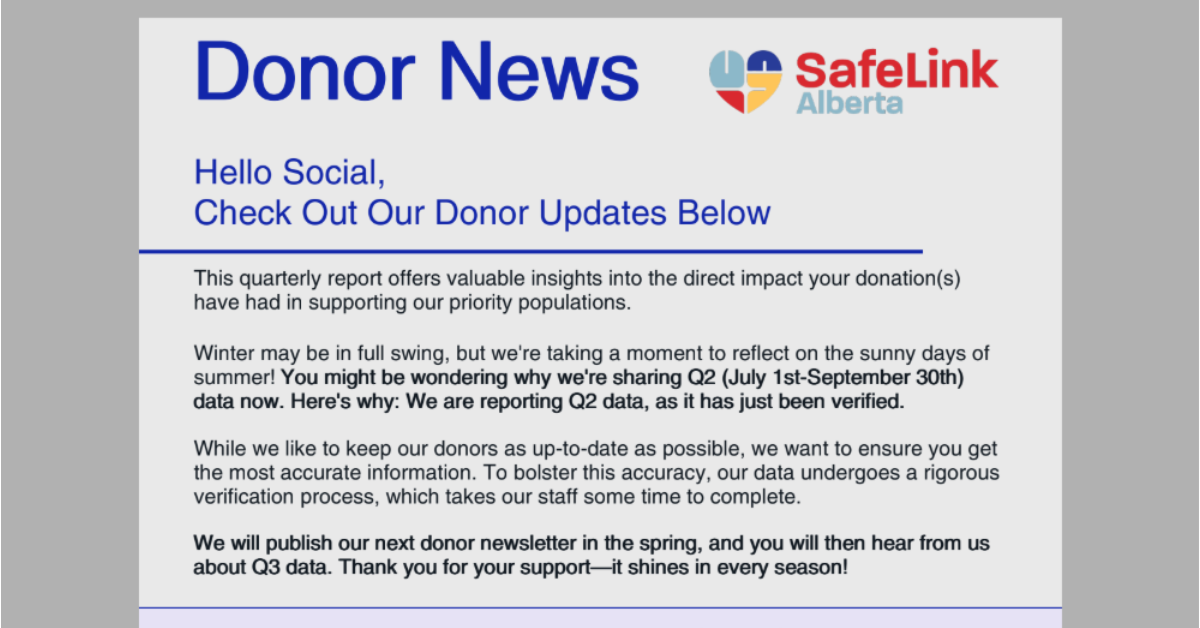 Donor News
SafeLink
Alberta
Hello Social,
Check Out Our Donor Updates Below
This quarterly report offers valuable insights into the direct impact your donation(s)
have had in supporting our priority populations.
Winter may be in full swing, but we're taking a moment to reflect on the sunny days of
summer! You might be wondering why we're sharing Q2 (July 1st-September 30th)
data now. Here's why: We are reporting Q2 data, as it has just been verified.
While we like to keep our donors as up-to-date as possible, we want to ensure you get
the most accurate information. To bolster this accuracy, our data undergoes a rigorous
verification process, which takes our staff some time to complete.
We will publish our next donor newsletter in the spring, and you will then hear from us
about Q3 data. Thank you for your support—it shines in every season!